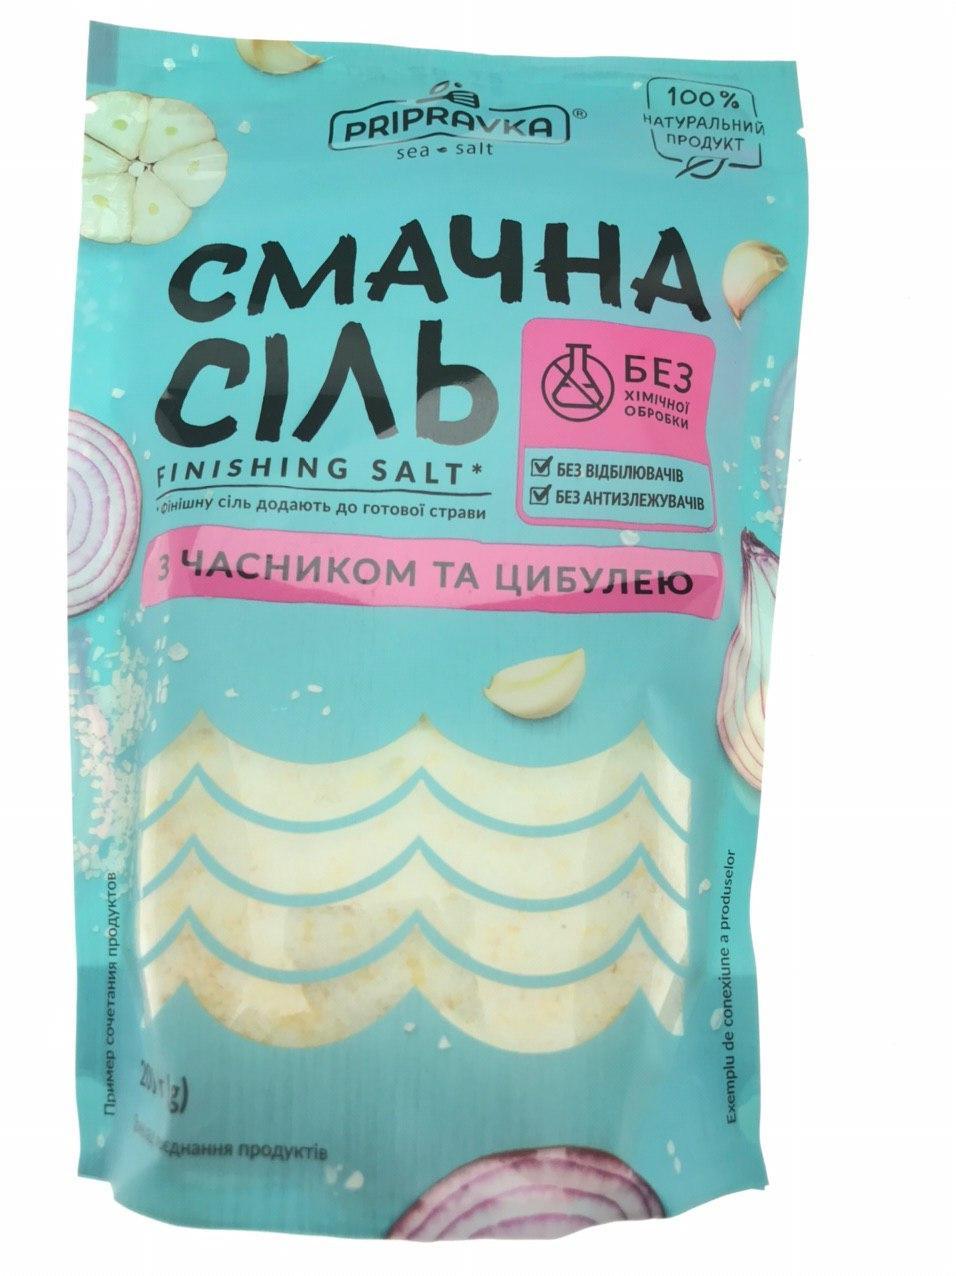 PRIPRAVKA®
sea salt
100%
НАТУРАЛЬНИЙ
ПРОДУКТ
СМАЧНА
СІЛЬ
FINISHING SALT*
*фінішну сіль додають до готової страви
БЕЗ
ХІМІЧНОЇ
ОБРОБКИ
БЕЗ ВІДБІЛЮВАЧІВ
БЕЗ АНТИЗЛЕЖУВАЧІВ
З ЧАСНИКОМ ТА ЦИБУЛЕЮ
Пример сочетания продуктов
Exemplu de conexiune a produselor
(g)
продуктів